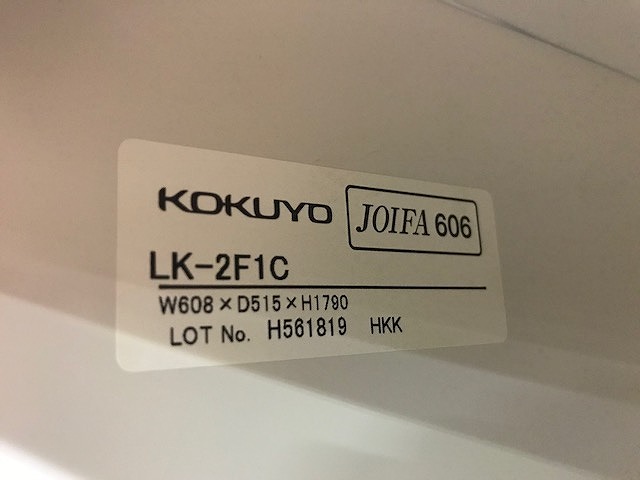 KOKUYO JOIFA 606
LK-2F1C
W608×D515×H1790
LOT No. H561819 HKK